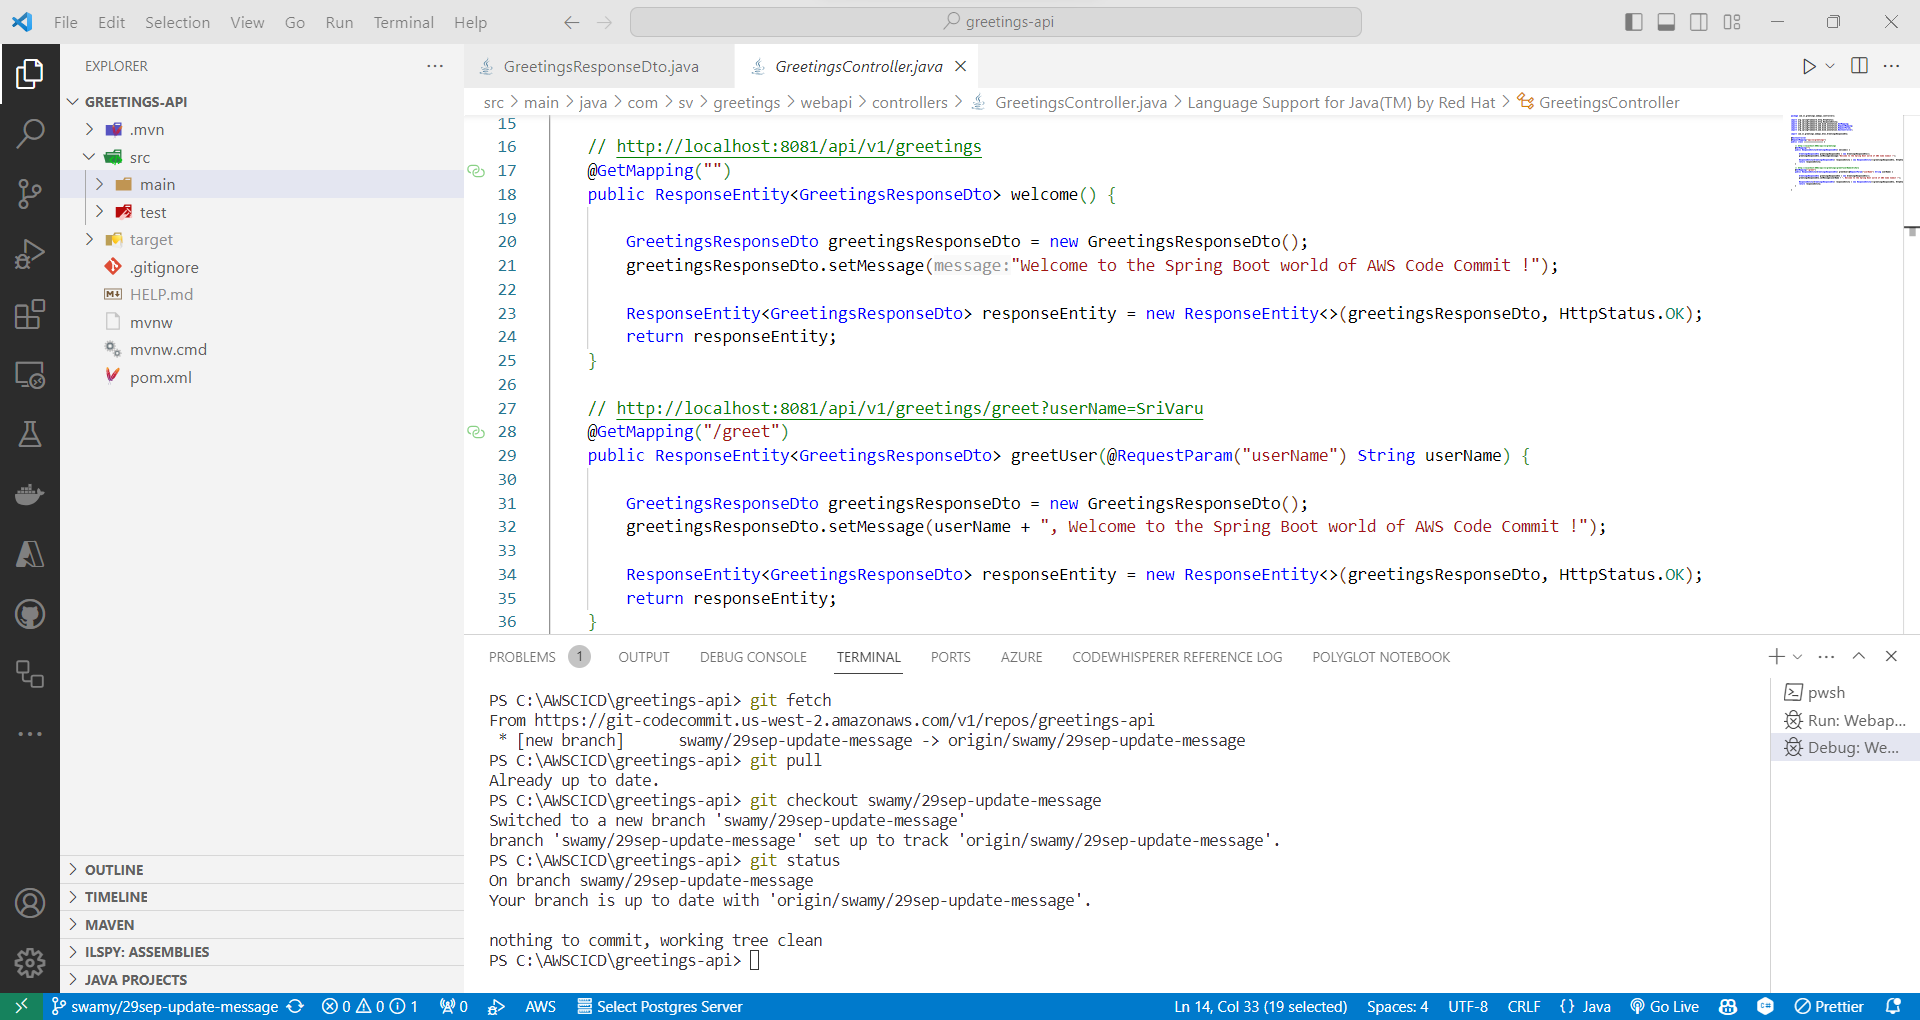 File Edit Selection View Go Run Terminal Help
greetings-api
EXPLORER
GREETINGS-API
.mvn
src
main
test
target
.gitignore
HELP.md
mvnw
mvnw.cmd
pom.xml
OUTLINE
TIMELINE
MAVEN
ILSPY: ASSEMBLIES
JAVA PROJECTS
GreetingsResponseDto.java
GreetingsController.java
src > main > java > com > sv > greetings > webapi > controllers > GreetingsController.java > Language Support for Java(TM) by Red Hat > GreetingsController
15
16 // http://localhost:8081/api/v1/greetings
17 @GetMapping("")
18 public ResponseEntity<GreetingsResponseDto> welcome() {
19
20 GreetingsResponseDto greetingsResponseDto = new GreetingsResponseDto();
21 greetingsResponseDto.setMessage(message:"Welcome to the Spring Boot world of AWS Code Commit !");
22
23 ResponseEntity<GreetingsResponseDto> responseEntity = new ResponseEntity<>(greetingsResponseDto, HttpStatus.OK);
24 return responseEntity;
25 }
26
27 // http://localhost:8081/api/v1/greetings/greet?userName=SriVaru
28 @GetMapping("/greet")
29 public ResponseEntity<GreetingsResponseDto> greetUser(@RequestParam("userName") String userName) {
30
31 GreetingsResponseDto greetingsResponseDto = new GreetingsResponseDto();
32 greetingsResponseDto.setMessage(userName + ", Welcome to the Spring Boot world of AWS Code Commit !");
33
34 ResponseEntity<GreetingsResponseDto> responseEntity = new ResponseEntity<>(greetingsResponseDto, HttpStatus.OK);
35 return responseEntity;
36 }
PROBLEMS 1 OUTPUT DEBUG CONSOLE TERMINAL PORTS AZURE CODEWHISPERER REFERENCE LOG POLYGLOT NOTEBOOK
PS C:\AWSCICD\greetings-api> git fetch
From https://git-codecommit.us-west-2.amazonaws.com/v1/repos/greetings-api
* [new branch] swamy/29sep-update-message -> origin/swamy/29sep-update-message
PS C:\AWSCICD\greetings-api> git pull
Already up to date.
PS C:\AWSCICD\greetings-api> git checkout swamy/29sep-update-message
Switched to a new branch 'swamy/29sep-update-message'
branch 'swamy/29sep-update-message' set up to track 'origin/swamy/29sep-update-message'.
PS C:\AWSCICD\greetings-api> git status
On branch swamy/29sep-update-message
Your branch is up to date with 'origin/swamy/29sep-update-message'.
nothing to commit, working tree clean
PS C:\AWSCICD\greetings-api>
pwsh
Run: Webap...
Debug: We...
swamy/29sep-update-message 0 0 1 0 AWS Select Postgres Server Ln 14, Col 33 (19 selected) Spaces: 4 UTF-8 CRLF {} Java Go Live Prettier